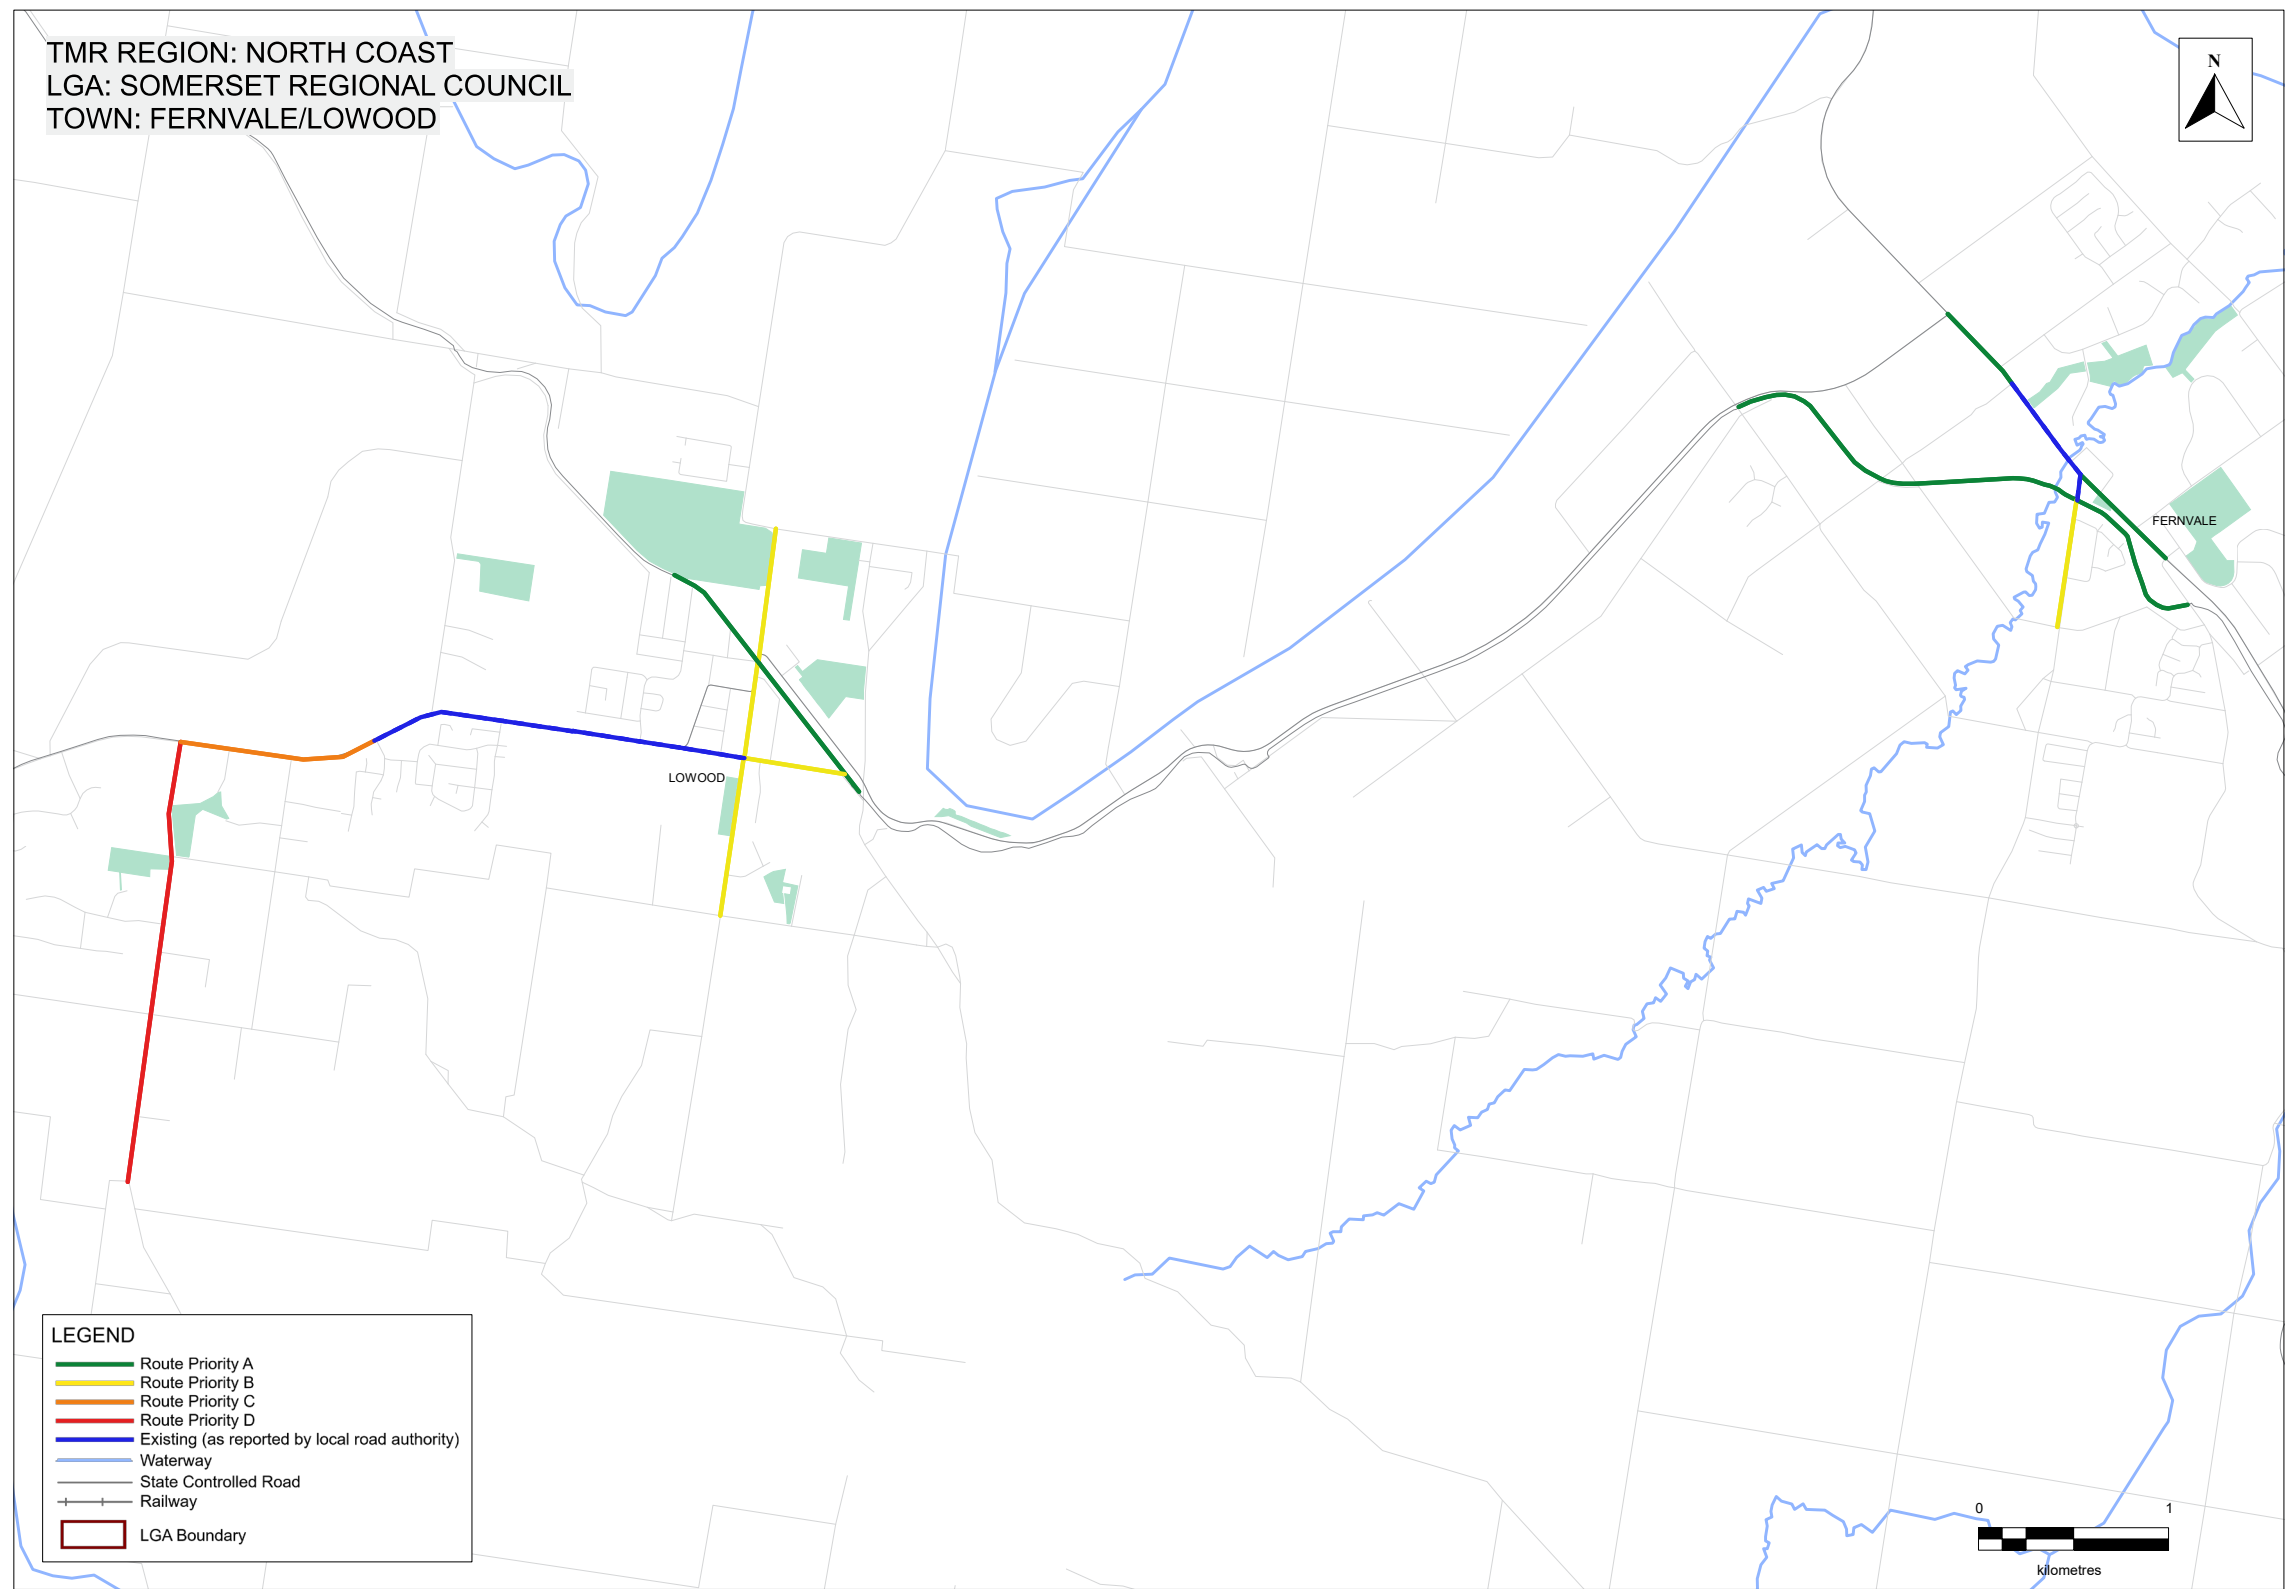 TMR REGION: NORTH COAST
LGA: SOMERSET REGIONAL COUNCIL
TOWN: FERNVALE/LOWOOD
N
FERNVALE
LOWOOD
LEGEND
Route Priority A
Route Priority B
Route Priority C
Route Priority D
Existing (as reported by local road authority)
Waterway
State Controlled Road
Railway
LGA Boundary
0 1
kilometres